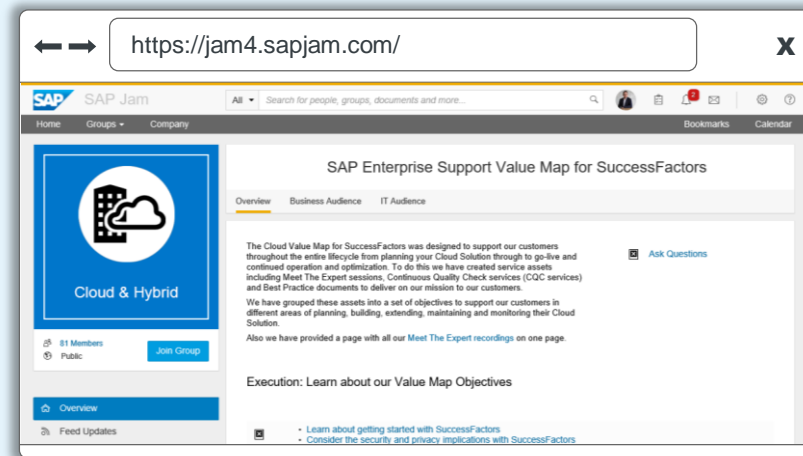 https://jam4.sapjam.com/
X
SAP SAP Jam
All Search for people, groups, documents and more...
2
Home Groups Company Bookmarks Calendar
SAP Enterprise Support Value Map for SuccessFactors
Overview Business Audience IT Audience
The Cloud Value Map for SuccessFactors was designed to support our customers
throughout the entire lifecycle from planning your Cloud Solution through to go-live and
continued operation and optimization. To do this we have created service assets
including Meet The Expert sessions, Continuous Quality Check services (CQC services)
and Best Practice documents to deliver on our mission to our customers.
We have grouped these assets into a set of objectives to support our customers in
different areas of planning, building, extending, maintaining and monitoring their Cloud
Solution.
Also we have provided a page with all our Meet The Expert recordings on one page.
Ask Questions
Cloud & Hybrid
81 Members
Public
Join Group
Execution: Learn about our Value Map Objectives
Overview
Feed Updates
• Learn about getting started with SuccessFactors
• Consider the security and privacy implications with SuccessFactors